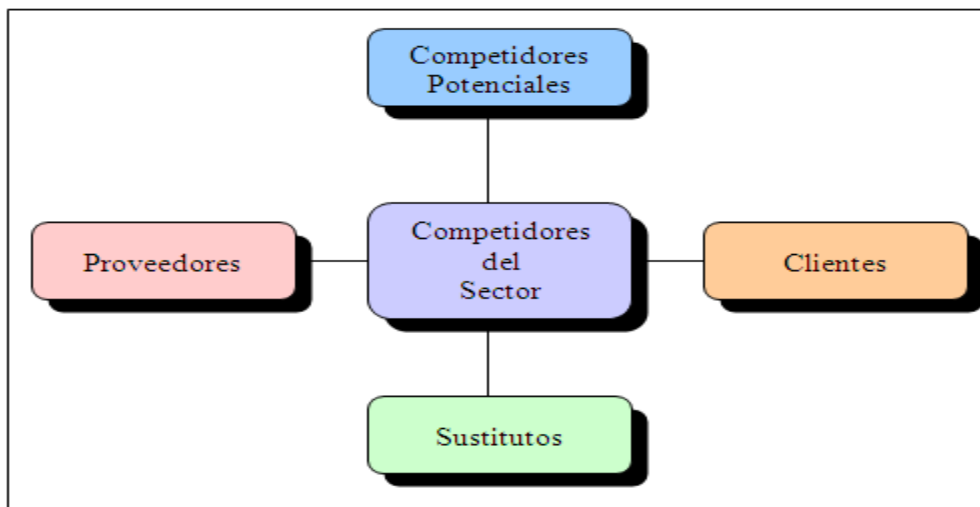 Competidores
Potenciales
Proveedores
Competidores
del
Sector
Clientes
Sustitutos